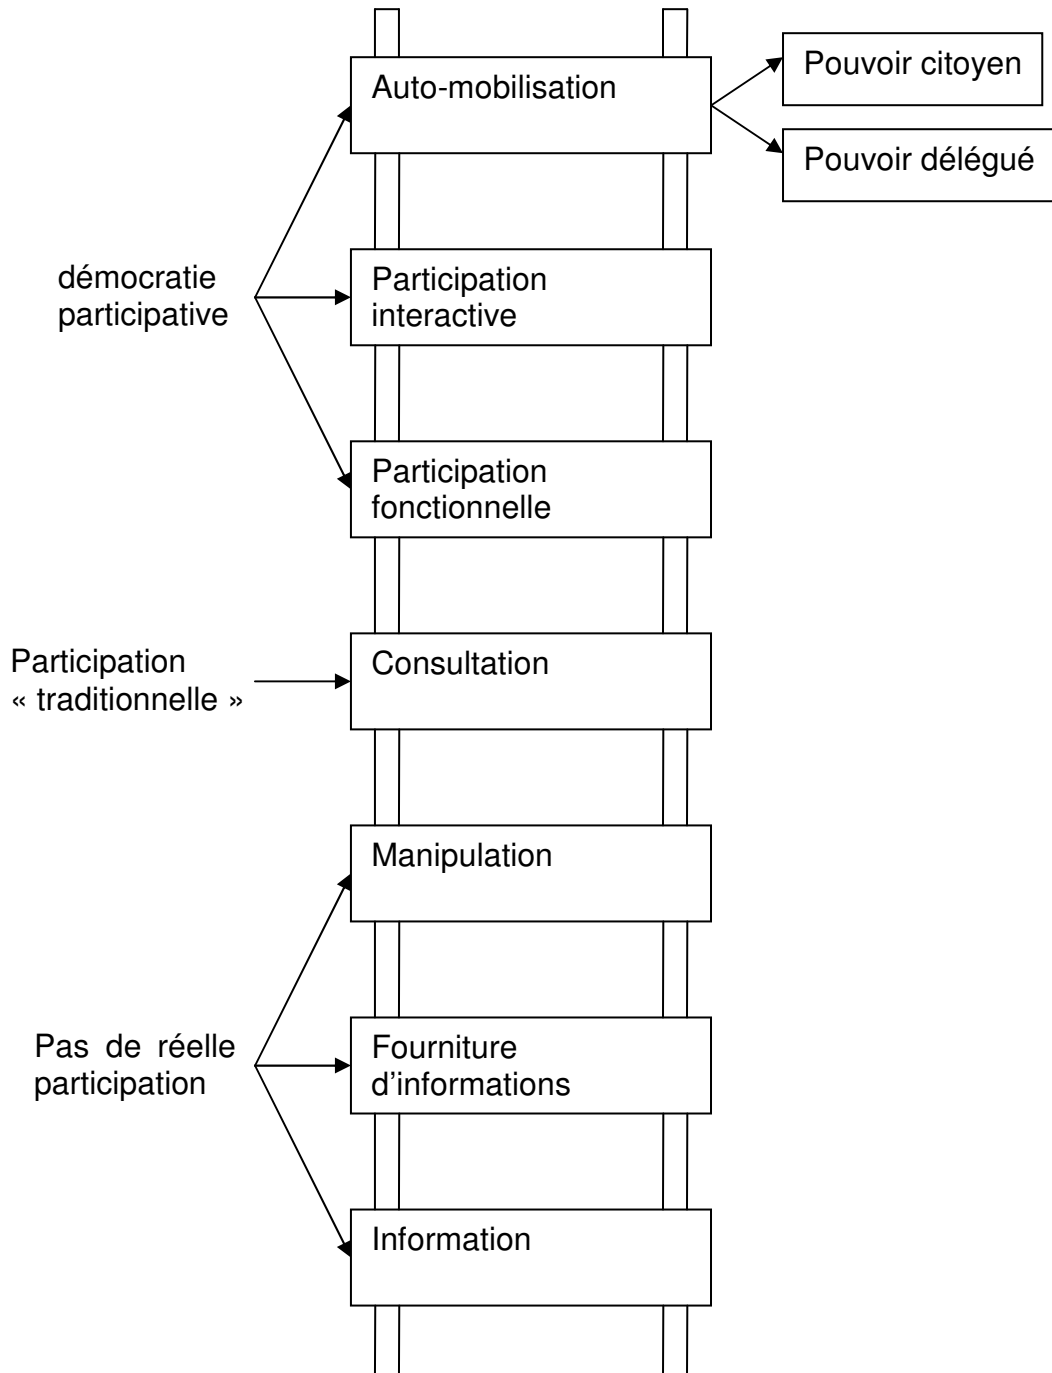 Auto-mobilisation
Pouvoir citoyen
Pouvoir délégué
démocratie
participative
Participation
interactive
Participation
fonctionnelle
Participation
« traditionnelle »
Consultation
Manipulation
Pas de réelle
participation
Fourniture
d'informations
Information